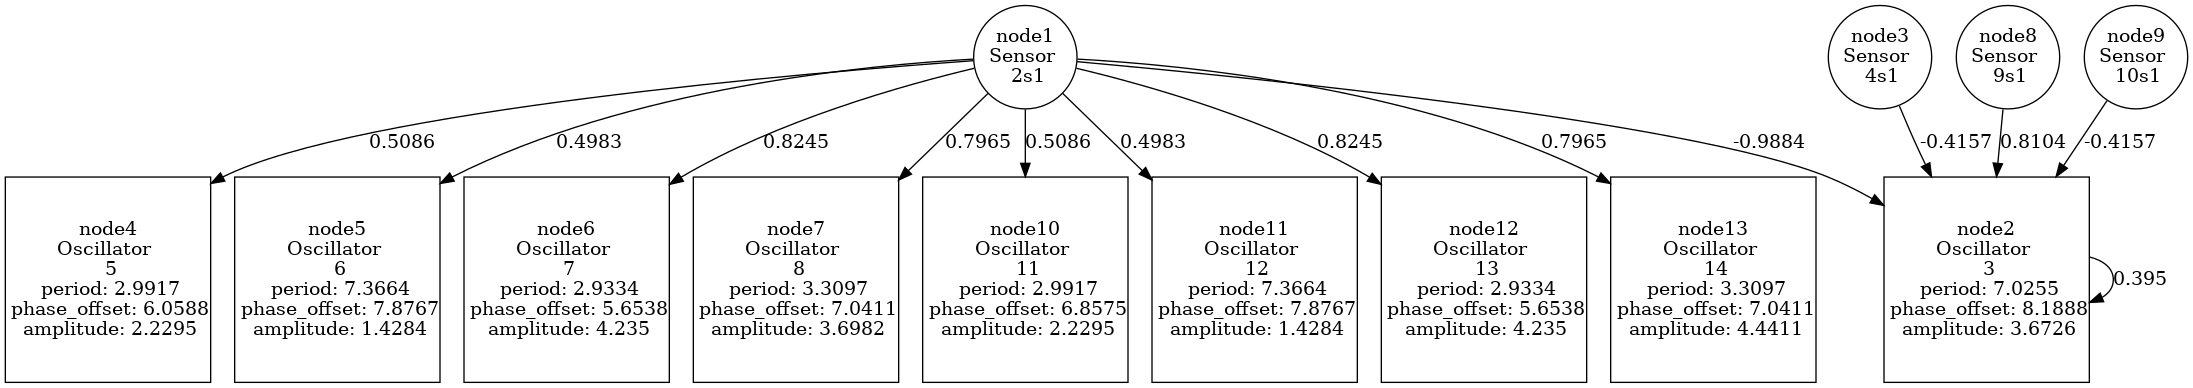 node1
Sensor
2s1
node3
Sensor
4s1
node8
Sensor
9s1
node9
Sensor
10s1
0.5086
0.4983
0.8245
0.7965
0.5086
0.4983
0.8245
0.7965
-0.9884
-0.4157
0.8104
-0.4157
node4
Oscillator
5
period: 2.9917
phase_offset: 6.0588
amplitude: 2.2295
node5
Oscillator
6
period: 7.3664
phase_offset: 7.8767
amplitude: 1.4284
node6
Oscillator
7
period: 2.9334
phase_offset: 5.6538
amplitude: 4.235
node7
Oscillator
8
period: 3.3097
phase_offset: 7.0411
amplitude: 3.6982
node10
Oscillator
11
period: 2.9917
phase_offset: 6.8575
amplitude: 2.2295
node11
Oscillator
12
period: 7.3664
phase_offset: 7.8767
amplitude: 1.4284
node12
Oscillator
13
period: 2.9334
phase_offset: 5.6538
amplitude: 4.235
node13
Oscillator
14
period: 3.3097
phase_offset: 7.0411
amplitude: 4.4411
node2
Oscillator
3
period: 7.0255
phase_offset: 8.1888
amplitude: 3.6726
0.395